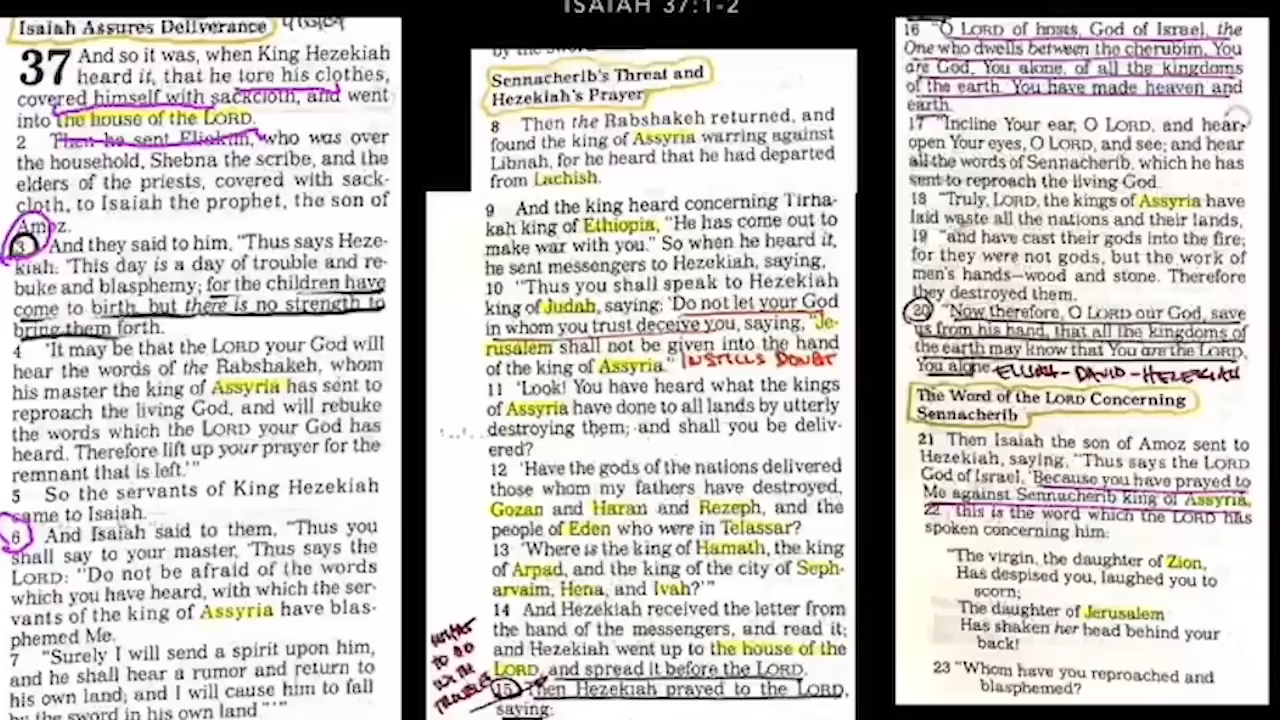 ISAIAH 37:1-2
Isaiah Assures Deliverance
37 And so it was, when King Hezekiah
heard it, that he tore his clothes,
covered himself with sackcloth, and went
into the house of the LORD.
2 Then he sent Eliakim, who was over
the household, Shebna the scribe, and the
elders of the priests, covered with sack-
cloth, to Isaiah the prophet, the son of
Amoz.
3 And they said to him, "Thus says Heze-
kiah: 'This day is a day of trouble and re-
buke and blasphemy; for the children have
come to birth, but there is no strength to
bring them forth.
4 'It may be that the LORD your God will
hear the words of the Rabshakeh, whom
his master the king of Assyria has sent to
reproach the living God, and will rebuke
the words which the LORD your God has
heard. Therefore lift up your prayer for the
remnant that is left.'"
5 So the servants of King Hezekiah
came to Isaiah.
6 And Isaiah said to them, "Thus you
shall say to your master, 'Thus says the
LORD: "Do not be afraid of the words
which you have heard, with which the ser-
vants of the king of Assyria have blas-
phemed Me.
7 "Surely I will send a spirit upon him,
and he shall hear a rumor and return to
his own land; and I will cause him to fall
by the sword in his own land."'"
by the sword
Sennacherib's Threat and
Hezekiah's Prayer
8 Then the Rabshakeh returned, and
found the king of Assyria warring against
Libnah, for he heard that he had departed
from Lachish.
9 And the king heard concerning Tirha-
kah king of Ethiopia, "He has come out to
make war with you." So when he heard it,
he sent messengers to Hezekiah, saying,
10 "Thus you shall speak to Hezekiah
king of Judah, saying: 'Do not let your God
in whom you trust deceive you, saying, "Je-
rusalem shall not be given into the hand
of the king of Assyria." INSTILLS DOUBT
11 'Look! You have heard what the kings
of Assyria have done to all lands by utterly
destroying them; and shall you be deliv-
ered?
12 'Have the gods of the nations delivered
those whom my fathers have destroyed,
Gozan and Haran and Rezeph, and the
people of Eden who were in Telassar?
13 'Where is the king of Hamath, the king
of Arpad, and the king of the city of Seph-
arvaim, Hena, and Ivah?'"
14 And Hezekiah received the letter from
the hand of the messengers, and read it;
and Hezekiah went up to the house of the
LORD, and spread it before the LORD.
15 Then Hezekiah prayed to the LORD,
saying:
WHAT
TO DO
WITH
TROUBLE
16 "O LORD of hosts, God of Israel, the
One who dwells between the cherubim, You
are God, You alone, of all the kingdoms
of the earth. You have made heaven and
earth.
17 "Incline Your ear, O LORD, and hear;
open Your eyes, O LORD, and see; and hear
all the words of Sennacherib, which he has
sent to reproach the living God.
18 "Truly, LORD, the kings of Assyria have
laid waste all the nations and their lands,
19 "and have cast their gods into the fire;
for they were not gods, but the work of
men's hands—wood and stone. Therefore
they destroyed them.
20 "Now therefore, O LORD our God, save
us from his hand, that all the kingdoms of
the earth may know that You are the LORD,
You alone. ELIJAH-DAVID-HEZEKIAH
The Word of the LORD Concerning
Sennacherib
21 Then Isaiah the son of Amoz sent to
Hezekiah, saying, "Thus says the LORD
God of Israel, 'Because you have prayed to
Me against Sennacherib king of Assyria,
22 'this is the word which the LORD has
spoken concerning him:
"The virgin, the daughter of Zion,
Has despised you, laughed you to
scorn;
The daughter of Jerusalem
Has shaken her head behind your
back!
23 "Whom have you reproached and
blasphemed?